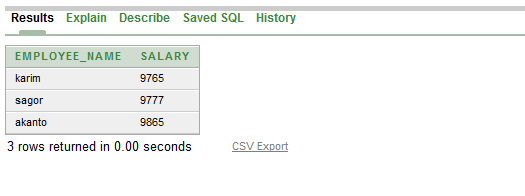 Results Explain Describe Saved SQL History
EMPLOYEE_NAME SALARY
karim 9765
sagor 9777
akanto 9865
3 rows returned in 0.00 seconds CSV Export